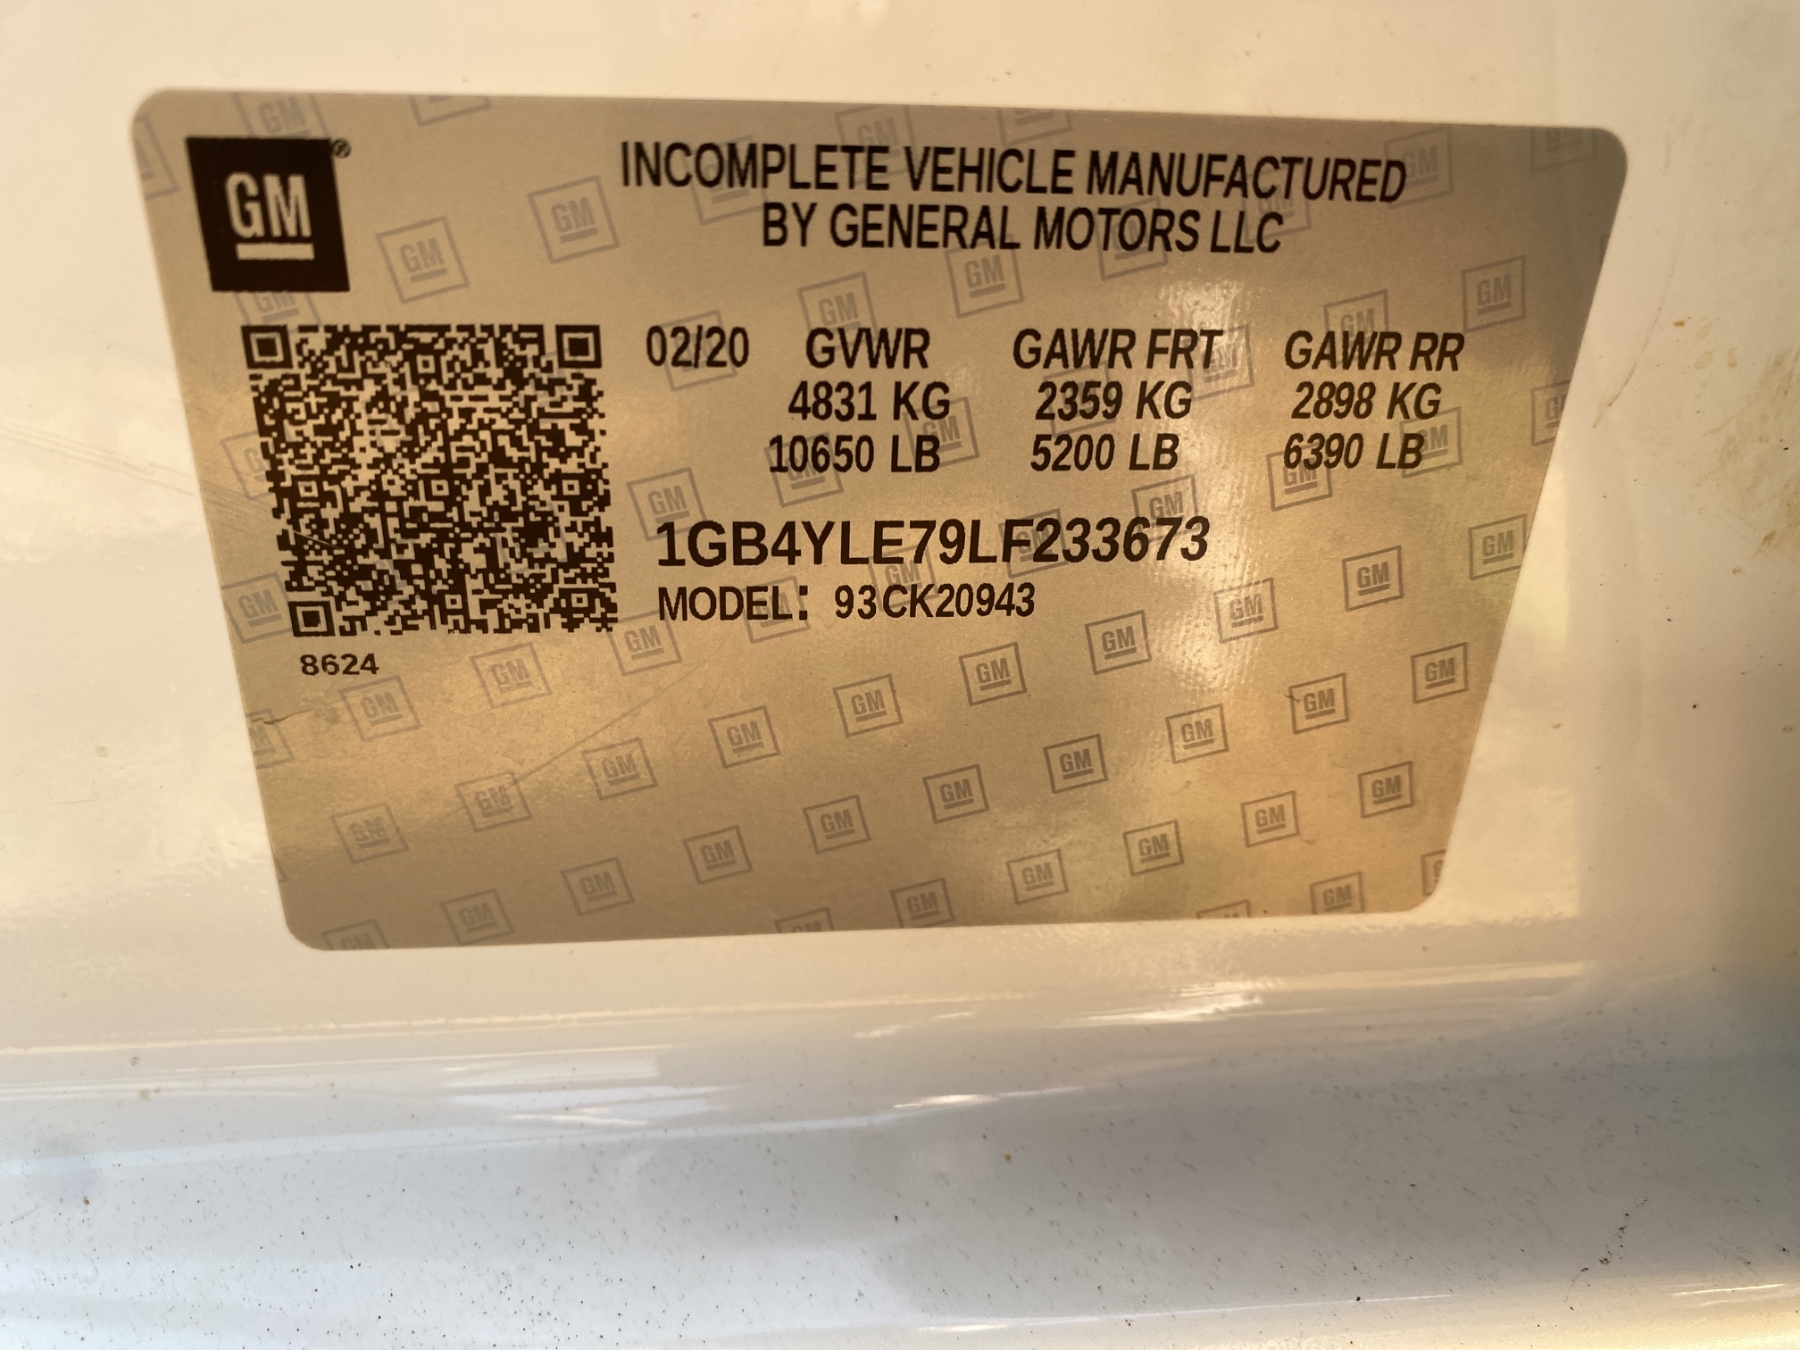 GM®
INCOMPLETE VEHICLE MANUFACTURED
BY GENERAL MOTORS LLC
02/20 GVWR GAWR FRT GAWR RR
4831 KG 2359 KG 2898 KG
10650 LB 5200 LB 6390 LB
1GB4YLE79LF233673
MODEL: 93CK20943
8624